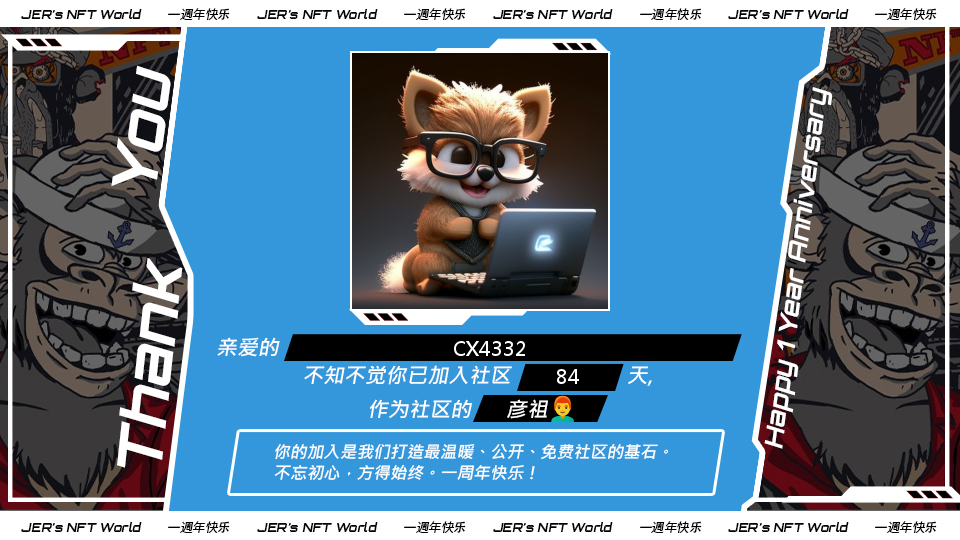 JER's NFT World 一週年快乐 JER's NFT World 一週年快乐 JER's NFT World 一週年快乐 JER's NFT World 一週年快乐
Thank You
亲爱的 CX4332
不知不觉你已加入社区 84 天,
作为社区的 彦祖👨‍🦰
你的加入是我们打造最温暖、公开、免费社区的基石。
不忘初心，方得始终。一周年快乐！
Happy 1 Year Anniversary
JER's NFT World 一週年快乐 JER's NFT World 一週年快乐 JER's NFT World 一週年快乐 JER's NFT World 一週年快乐